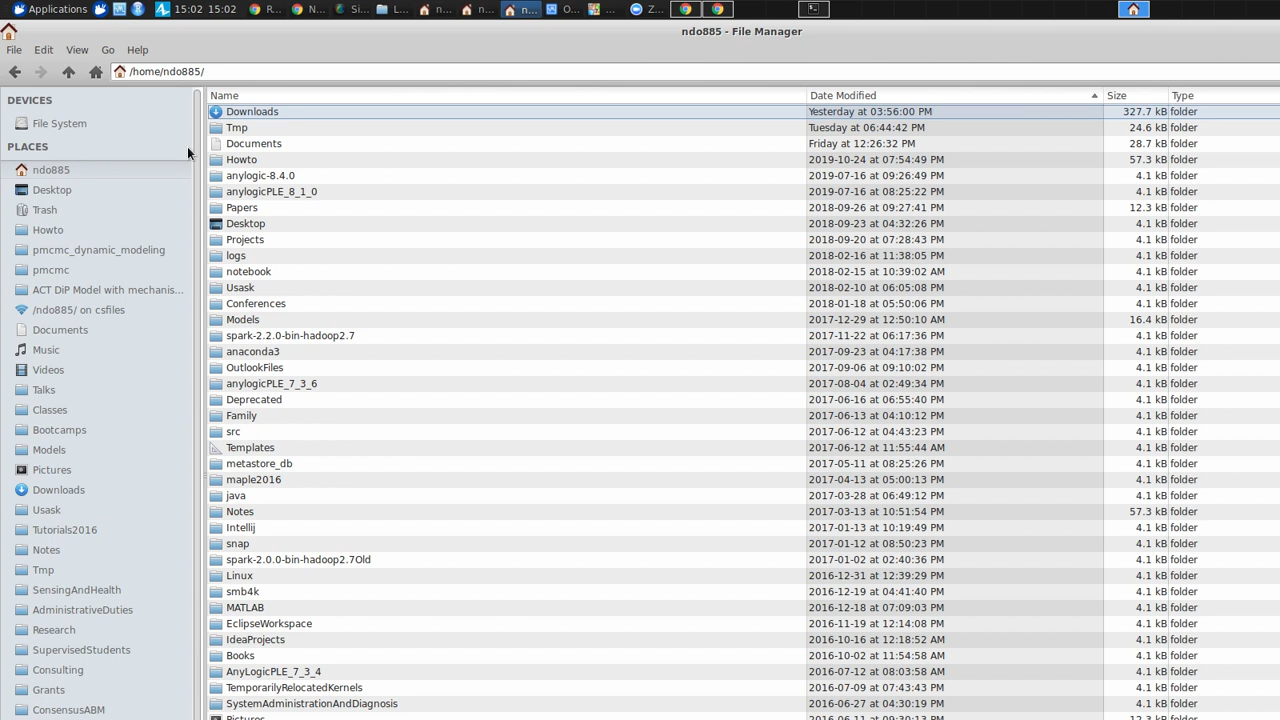 Applications 15:02 15:02 R... N... Si... L... n... n... n... O... ... Z...
ndo885 - File Manager
File Edit View Go Help
/home/ndo885/
DEVICES
File System
PLACES
ndo885
Desktop
Trash
Howto
pmcmc_dynamic_modeling
pmcmc
ACT DiP Model with mechanis...
/ndo885/ on csfiles
Documents
Music
Videos
Talks
Classes
Bootcamps
Models
Pictures
Downloads
Usask
Tutorials2016
Notes
Tmp
SensingAndHealth
AdministrativeDuties
Research
SupervisedStudents
Consulting
Grants
ConsensusABM
Name Date Modified Size Type
Downloads Yesterday at 03:56:00 PM 327.7 kB folder
Tmp Tuesday at 06:44:42 PM 24.6 kB folder
Documents Friday at 12:26:32 PM 28.7 kB folder
Howto 2019-10-24 at 07:54:49 PM 57.3 kB folder
anylogic-8.4.0 2019-07-16 at 09:26:49 PM 4.1 kB folder
anylogicPLE_8_1_0 2019-07-16 at 08:25:22 PM 4.1 kB folder
Papers 2018-09-26 at 09:27:41 PM 12.3 kB folder
Desktop 2018-09-23 at 04:32:26 PM 4.1 kB folder
Projects 2018-09-20 at 07:28:43 PM 4.1 kB folder
logs 2018-02-16 at 11:38:05 PM 4.1 kB folder
notebook 2018-02-15 at 10:39:02 AM 4.1 kB folder
Usask 2018-02-10 at 06:05:08 PM 4.1 kB folder
Conferences 2018-01-18 at 05:50:06 PM 4.1 kB folder
Models 2017-12-29 at 12:50:10 AM 16.4 kB folder
spark-2.2.0-bin-hadoop2.7 2017-11-22 at 06:17:36 PM 4.1 kB folder
anaconda3 2017-09-23 at 04:17:38 PM 4.1 kB folder
OutlookFiles 2017-09-06 at 09:10:02 PM 4.1 kB folder
anylogicPLE_7_3_6 2017-08-04 at 02:49:34 PM 4.1 kB folder
Deprecated 2017-06-16 at 06:55:40 PM 4.1 kB folder
Family 2017-06-13 at 04:10:12 PM 4.1 kB folder
src 2017-06-12 at 04:43:23 PM 4.1 kB folder
Templates 2017-06-12 at 11:55:44 AM 4.1 kB folder
metastore_db 2017-05-11 at 08:25:26 PM 4.1 kB folder
maple2016 2017-04-13 at 05:00:13 PM 4.1 kB folder
java 2017-03-28 at 06:49:12 PM 4.1 kB folder
Notes 2017-03-13 at 10:51:54 PM 57.3 kB folder
Intellij 2017-01-13 at 10:19:49 PM 4.1 kB folder
snap 2017-01-12 at 08:50:23 PM 4.1 kB folder
spark-2.0.0-bin-hadoop2.7Old 2017-01-02 at 02:40:36 PM 4.1 kB folder
Linux 2016-12-31 at 12:39:29 PM 4.1 kB folder
smb4k 2016-12-19 at 04:41:40 PM 4.1 kB folder
MATLAB 2016-12-18 at 07:09:03 PM 4.1 kB folder
EclipseWorkspace 2016-11-19 at 12:14:08 PM 4.1 kB folder
IdeaProjects 2016-10-16 at 12:18:52 AM 4.1 kB folder
Books 2016-10-02 at 11:54:58 AM 4.1 kB folder
AnyLogicPLE_7_3_4 2016-07-12 at 08:03:58 AM 4.1 kB folder
TemporarilyRelocatedKernels 2016-07-09 at 07:43:43 PM 4.1 kB folder
SystemAdministrationAndDiagnosis 2016-06-27 at 04:30:19 PM 4.1 kB folder
Pictures 2016-06-11 at 09:30:13 PM 12.3 kB folder